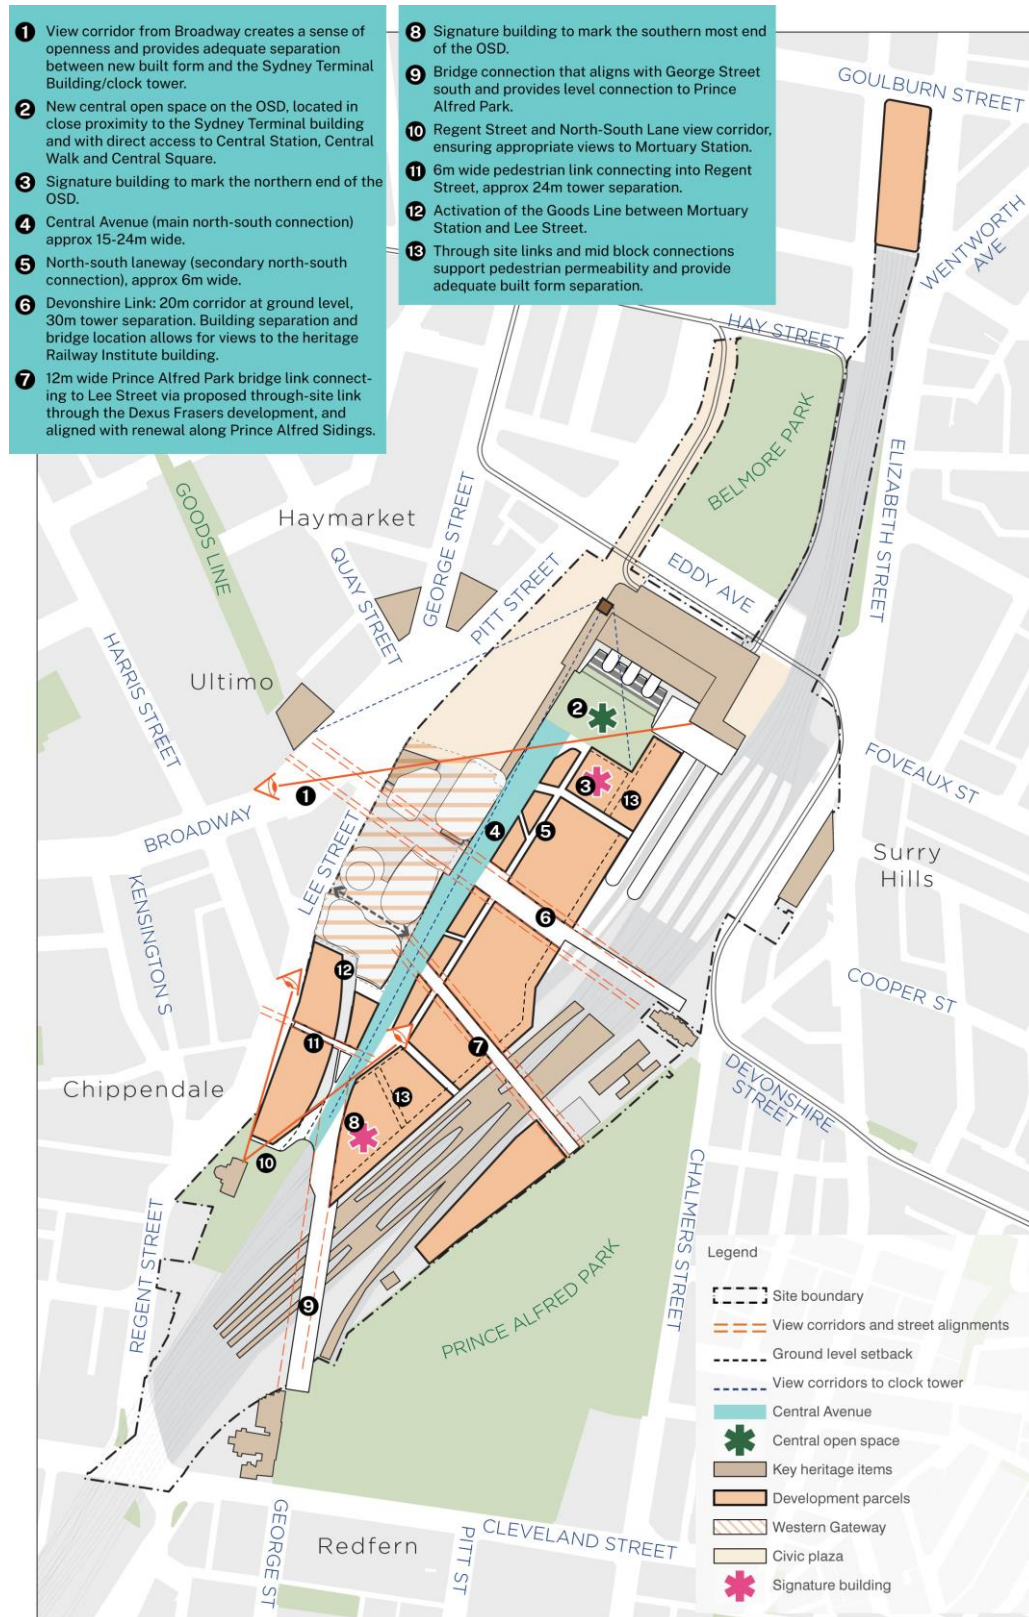 1 View corridor from Broadway creates a sense of
openness and provides adequate separation
between new built form and the Sydney Terminal
Building/clock tower.
2 New central open space on the OSD, located in
close proximity to the Sydney Terminal building
and with direct access to Central Station, Central
Walk and Central Square.
3 Signature building to mark the northern end of the
OSD.
4 Central Avenue (main north-south connection)
approx 15-24m wide.
5 North-south laneway (secondary north-south
connection), approx 6m wide.
6 Devonshire Link: 20m corridor at ground level,
30m tower separation. Building separation and
bridge location allows for views to the heritage
Railway Institute building.
7 12m wide Prince Alfred Park bridge link connect-
ing to Lee Street via proposed through-site link
through the Dexus Frasers development, and
aligned with renewal along Prince Alfred Sidings.
8 Signature building to mark the southern most end
of the OSD.
9 Bridge connection that aligns with George Street
south and provides level connection to Prince
Alfred Park.
10 Regent Street and North-South Lane view corridor,
ensuring appropriate views to Mortuary Station.
11 6m wide pedestrian link connecting into Regent
Street, approx 24m tower separation.
12 Activation of the Goods Line between Mortuary
Station and Lee Street.
13 Through site links and mid block connections
support pedestrian permeability and provide
adequate built form separation.
GOULBURN STREET
WENTWORTH
AVE
HAY STREET
BELMORE PARK
ELIZABETH STREET
GOODS LINE
Haymarket
GEORGE STREET
QUAY STREET
PITT STREET
EDDY AVE
HARRIS STREET
Ultimo
2
FOVEAUX ST
1
3
13
BROADWAY
4
5
LEE STREET
Surry
Hills
KENSINGTON S
6
12
COOPER ST
11
7
Chippendale
13
DEVONSHIRE
STREET
8
10
CHALMERS STREET
REGENT STREET
9
PRINCE ALFRED PARK
GEORGE ST
Redfern
PITT ST
CLEVELAND STREET
Legend
Site boundary
View corridors and street alignments
Ground level setback
View corridors to clock tower
Central Avenue
Central open space
Key heritage items
Development parcels
Western Gateway
Civic plaza
Signature building